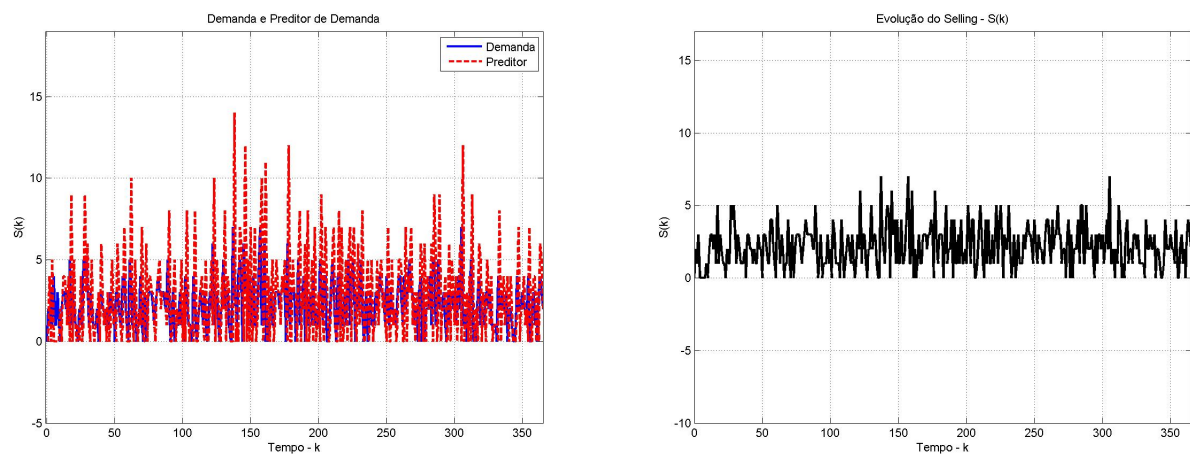 Demanda e Preditor de Demanda
Demanda
Preditor
S(k)
15
10
5
0
-5
0 50 100 150 200 250 300 350
Tempo - k
Evolução do Selling - S(k)
S(k)
15
10
5
0
-5
-10
0 50 100 150 200 250 300 350
Tempo - k